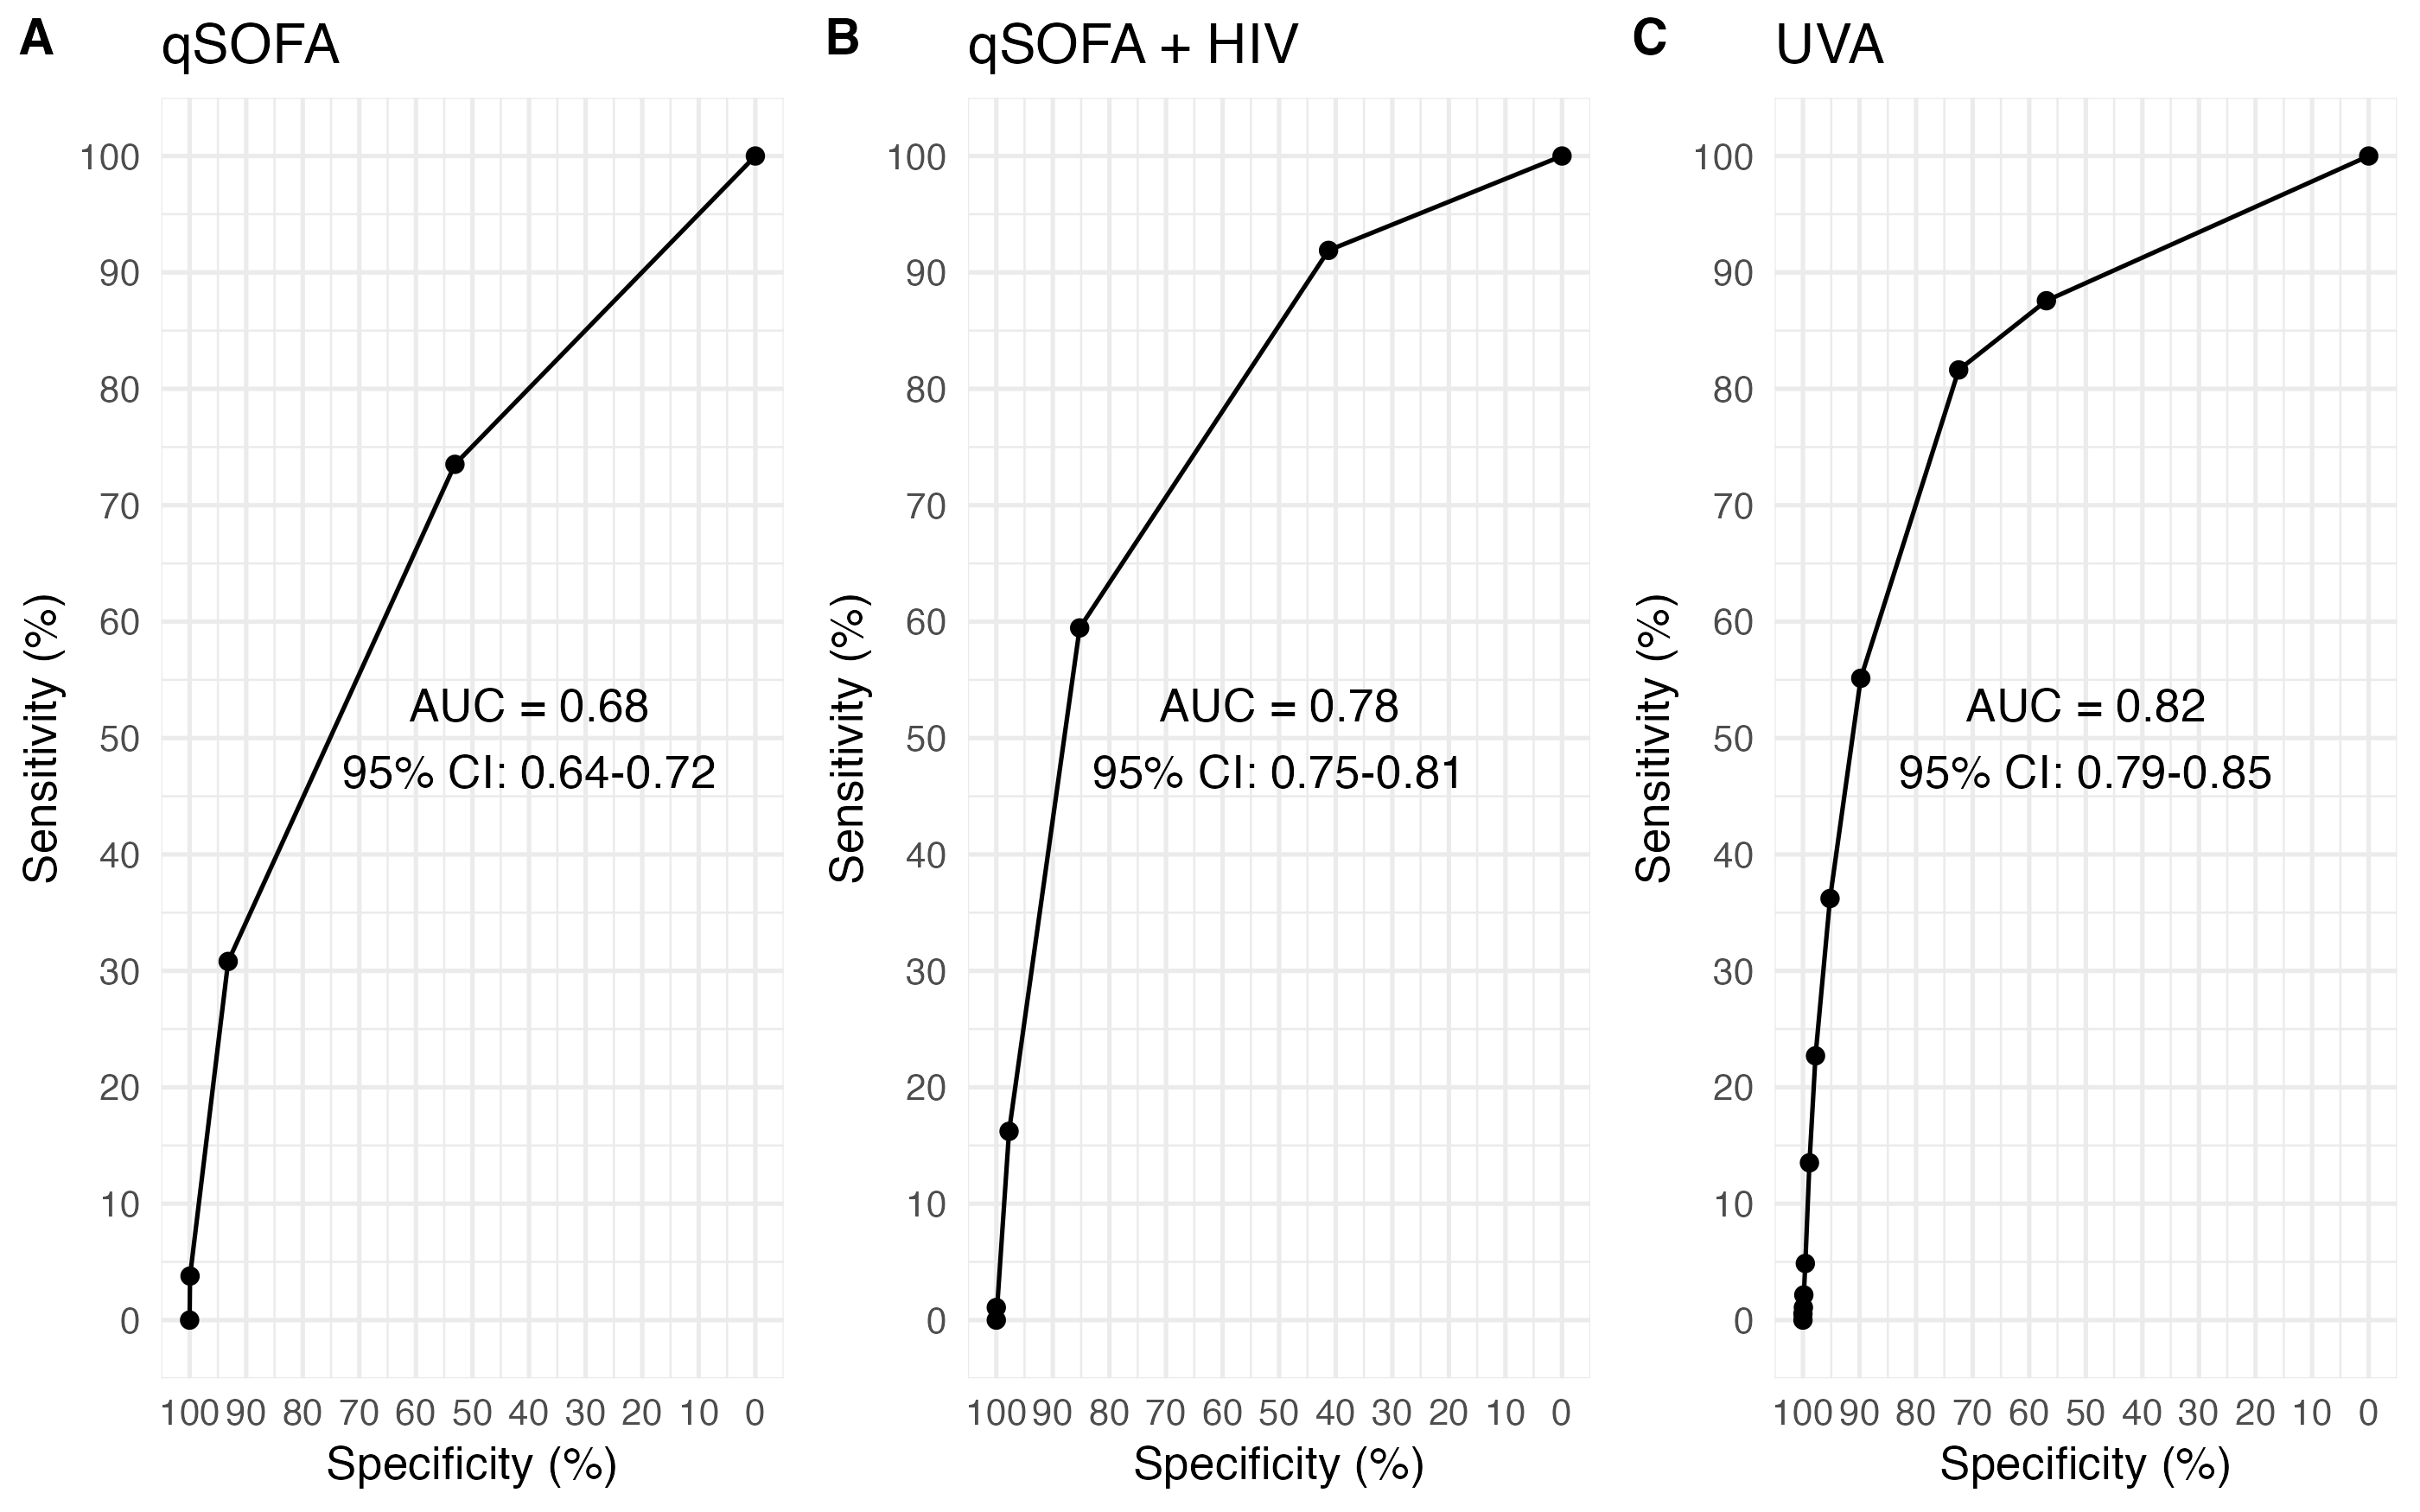 A qSOFA
Sensitivity (%)
100
90
80
70
60
50
40
30
20
10
0
AUC = 0.68
95% CI: 0.64-0.72
100 90 80 70 60 50 40 30 20 10 0
Specificity (%)
B qSOFA + HIV
Sensitivity (%)
100
90
80
70
60
50
40
30
20
10
0
AUC = 0.78
95% CI: 0.75-0.81
100 90 80 70 60 50 40 30 20 10 0
Specificity (%)
C UVA
Sensitivity (%)
100
90
80
70
60
50
40
30
20
10
0
AUC = 0.82
95% CI: 0.79-0.85
100 90 80 70 60 50 40 30 20 10 0
Specificity (%)